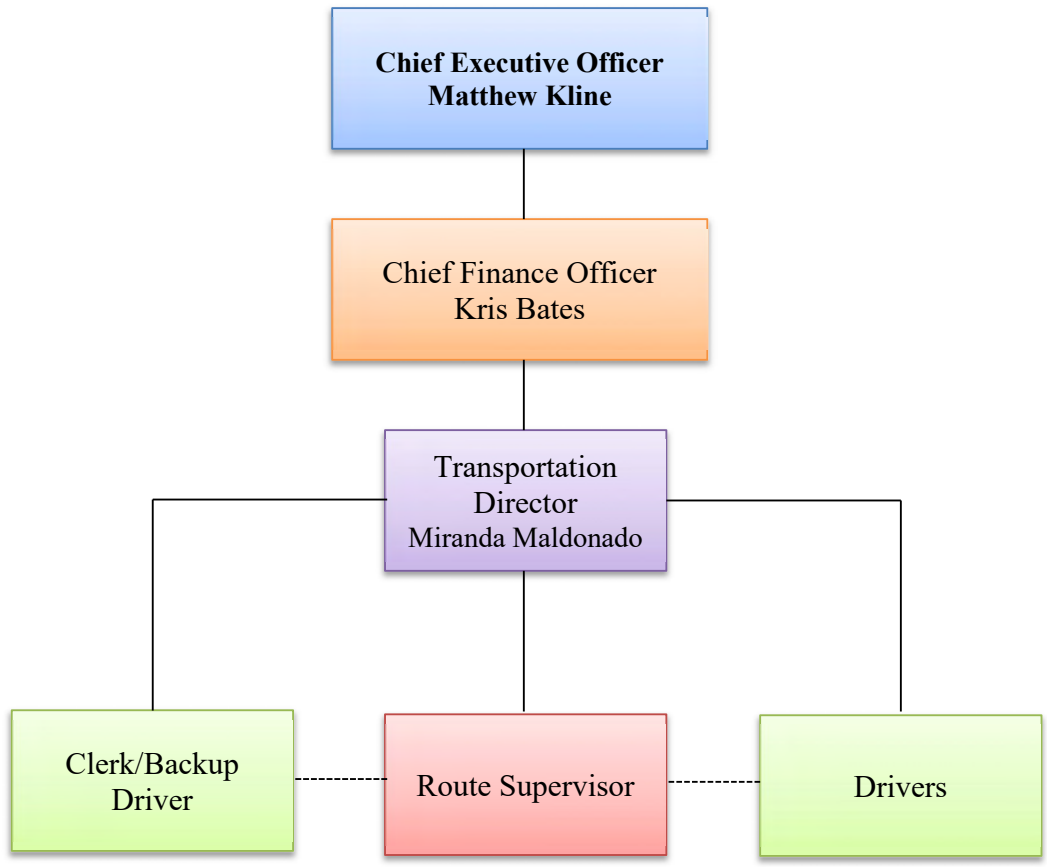 Chief Executive Officer
Matthew Kline
Chief Finance Officer
Kris Bates
Transportation
Director
Miranda Maldonado
Clerk/Backup
Driver
Route Supervisor
Drivers